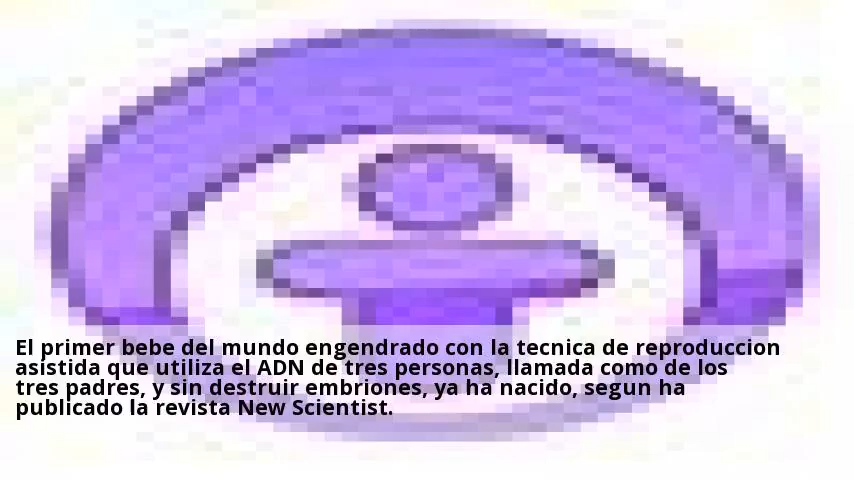 El primer bebe del mundo engendrado con la tecnica de reproduccion
asistida que utiliza el ADN de tres personas, llamada como de los
tres padres, y sin destruir embriones, ya ha nacido, segun ha
publicado la revista New Scientist.